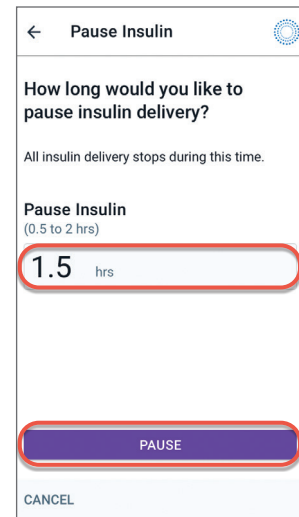 Pause Insulin
How long would you like to
pause insulin delivery?
All insulin delivery stops during this time.
Pause Insulin
(0.5 to 2 hrs)
1.5 hrs
PAUSE
CANCEL